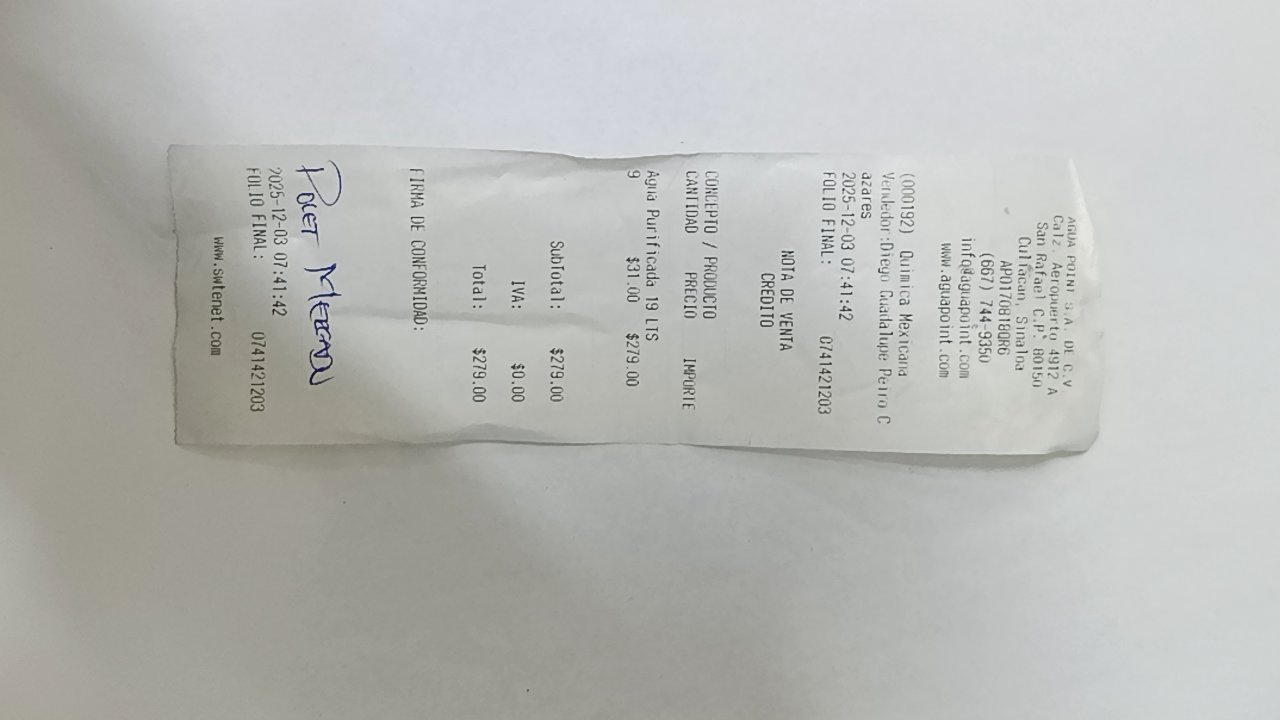 AGUA POINT S.A. DE C.V
Calz. Aeropuerto 4912 A
San Rafael C.P. 80150
Culiacan, Sinaloa
APO170818QR6
(667) 744-9350
info@aguapoint.com
www.aguapoint.com
(000192) Quimica Mexicana
Vendedor:Diego Guadalupe Peiro C
azares
2025-12-03 07:41:42
FOLIO FINAL: 0741421203
NOTA DE VENTA
CREDITO
CONCEPTO / PRODUCTO
CANTIDAD PRECIO IMPORTE
Agua Purificada 19 LTS
9 $31.00 $279.00
SubTotal: $279.00
IVA: $0.00
Total: $279.00
FIRMA DE CONFORMIDAD:
2025-12-03 07:41:42
FOLIO FINAL: 0741421203
www.swtenet.com